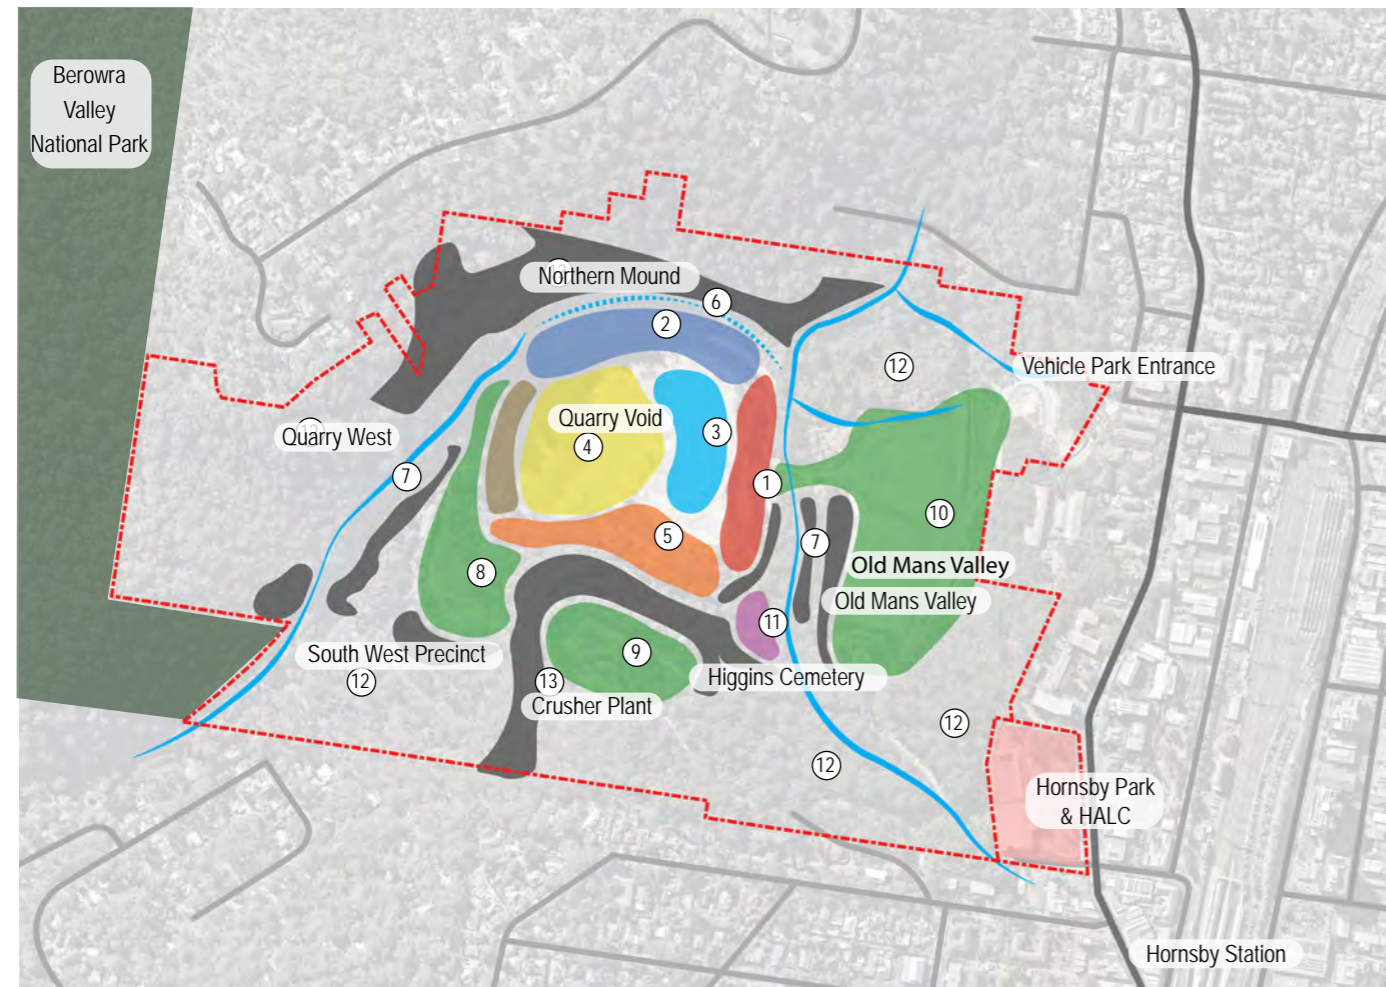 Berowra
Valley
National Park
Northern Mound
6
2
12
Vehicle Park Entrance
Quarry Void
3
4
Quarry West
7
1
10
5
7
8
Old Mans Valley
Old Mans Valley
11
9
South West Precinct
12
13
Higgins Cemetery
Crusher Plant
12
12
Hornsby Park
& HALC
Hornsby Station